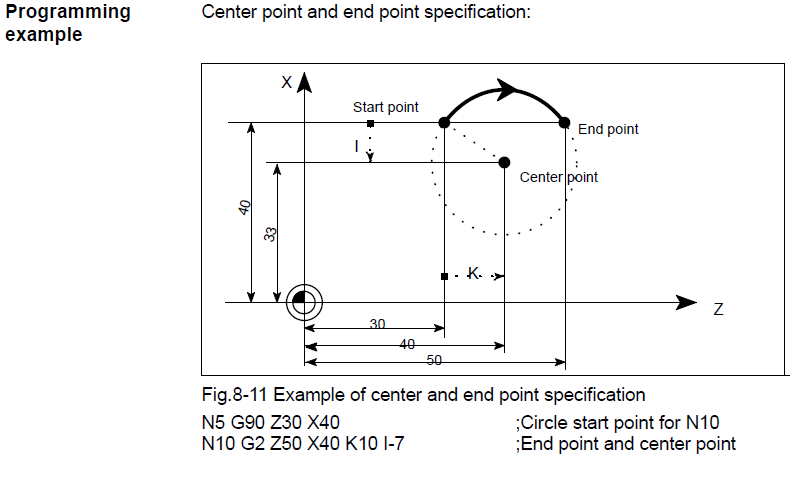 Programming
example
Center point and end point specification:
X
Start point
End point
I
Center point
40
33
K
Z
30
40
50
Fig.8-11 Example of center and end point specification
N5 G90 Z30 X40 ;Circle start point for N10
N10 G2 Z50 X40 K10 I-7 ;End point and center point